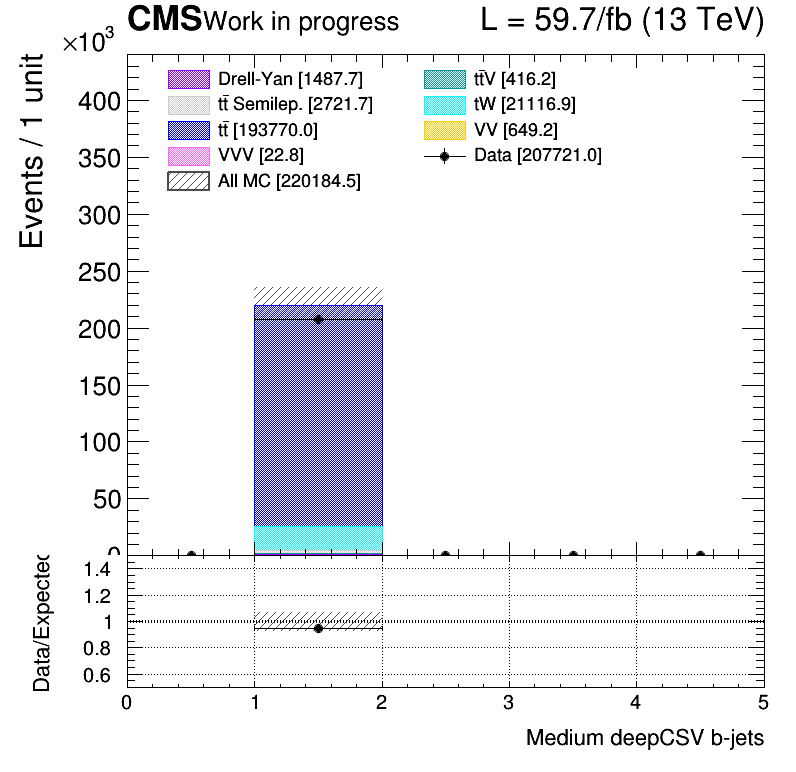 CMS Work in progress L = 59.7/fb (13 TeV)
×10³
Events / 1 unit
Drell-Yan [1487.7] tt̄V [416.2]
tt̄ Semilep. [2721.7] tW [21116.9]
tt̄ [193770.0] VV [649.2]
VVV [22.8] Data [207721.0]
All MC [220184.5]
400
350
300
250
200
150
100
50
0
Data/Expected
1.4
1.2
1
0.8
0.6
0 1 2 3 4 5
Medium deepCSV b-jets